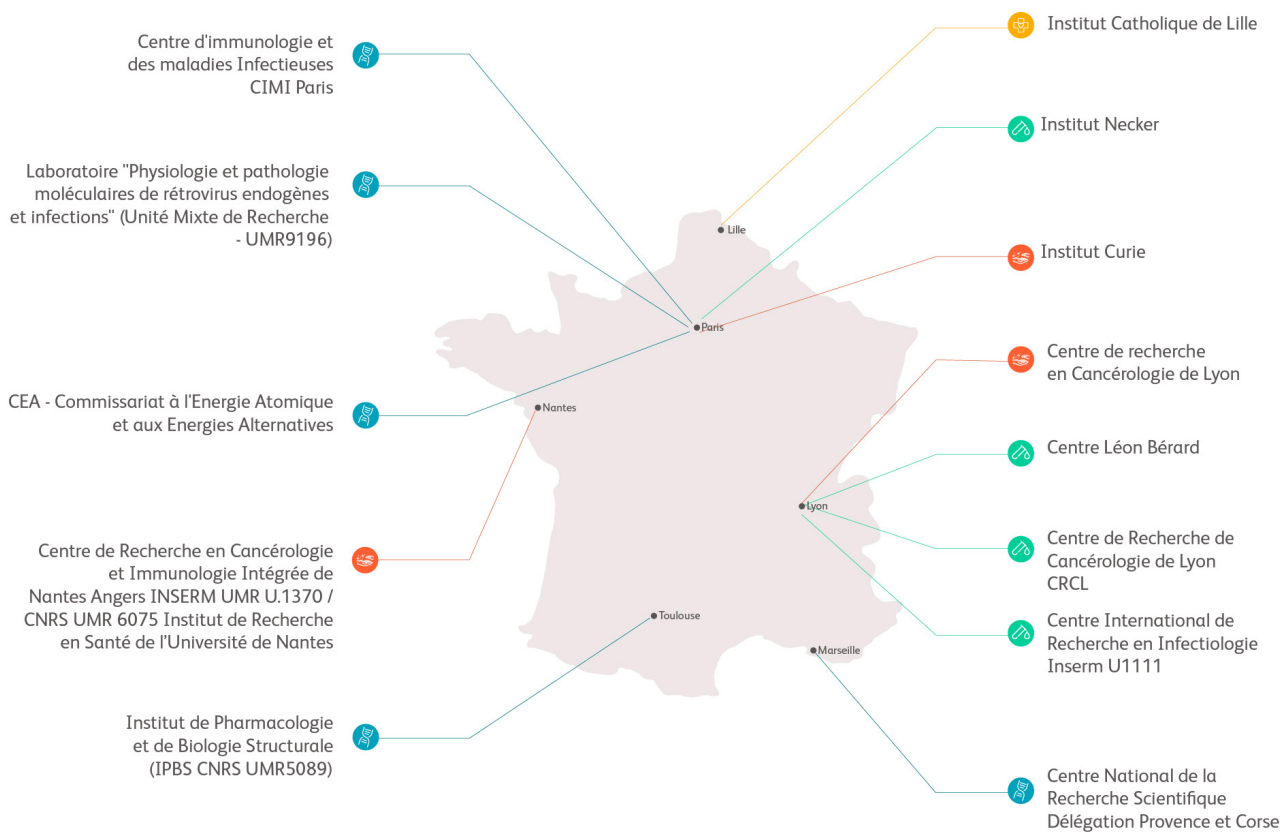 Centre d'immunologie et
des maladies Infectieuses
CIMI Paris
Laboratoire "Physiologie et pathologie
moléculaires de rétrovirus endogènes
et infections" (Unité Mixte de Recherche
- UMR9196)
CEA - Commissariat à l'Energie Atomique
et aux Energies Alternatives
Centre de Recherche en Cancérologie
et Immunologie Intégrée de
Nantes Angers INSERM UMR U.1370 /
CNRS UMR 6075 Institut de Recherche
en Santé de l’Université de Nantes
Institut de Pharmacologie
et de Biologie Structurale
(IPBS CNRS UMR5089)
Lille
Paris
Nantes
Lyon
Toulouse
Marseille
Institut Catholique de Lille
Institut Necker
Institut Curie
Centre de recherche
en Cancérologie de Lyon
Centre Léon Bérard
Centre de Recherche de
Cancérologie de Lyon
CRCL
Centre International de
Recherche en Infectiologie
Inserm U1111
Centre National de la
Recherche Scientifique
Délégation Provence et Corse